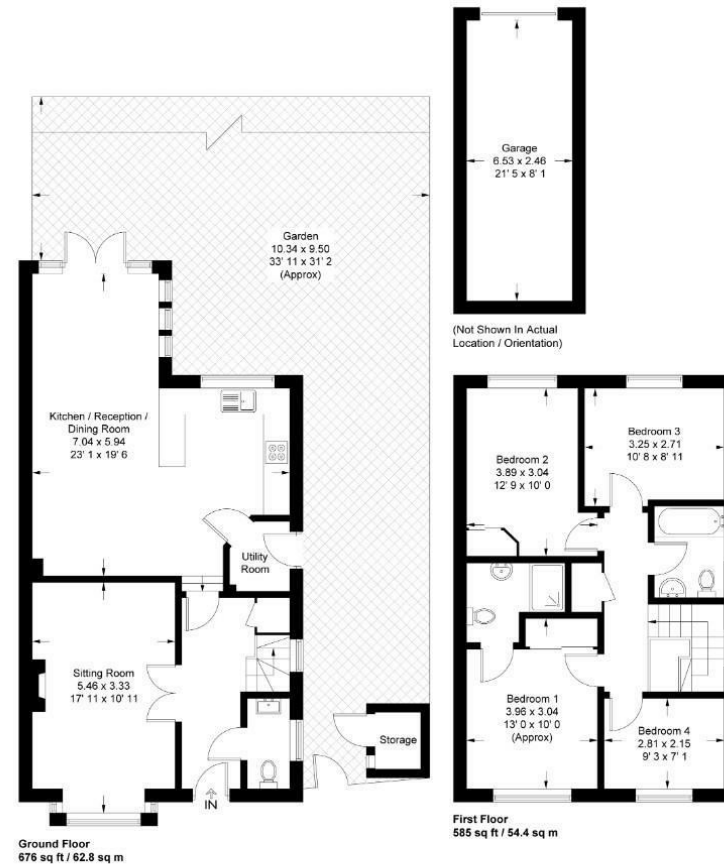 Garage
6.53 x 2.46
21' 5 x 8' 1
(Not Shown In Actual
Location / Orientation)
Garden
10.34 x 9.50
33' 11 x 31' 2
(Approx)
Kitchen / Reception /
Dining Room
7.04 x 5.94
23' 1 x 19' 6
Utility
Room
Sitting Room
5.46 x 3.33
17' 11 x 10' 11
Storage
IN
Ground Floor
676 sq ft / 62.8 sq m
Bedroom 2
3.89 x 3.04
12' 9 x 10' 0
Bedroom 3
3.25 x 2.71
10' 8 x 8' 11
Bedroom 1
3.96 x 3.04
13' 0 x 10' 0
(Approx)
Bedroom 4
2.81 x 2.15
9' 3 x 7' 1
First Floor
585 sq ft / 54.4 sq m